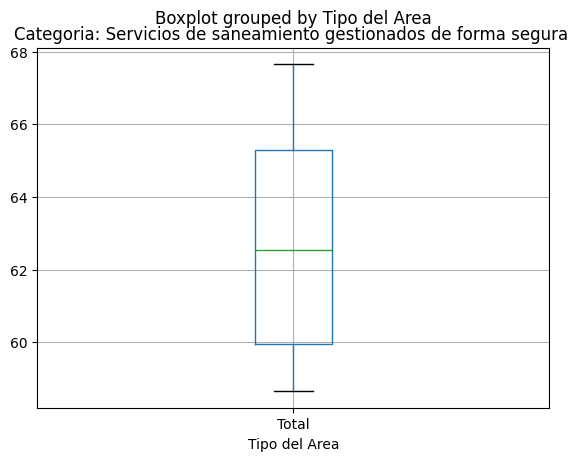 Boxplot grouped by Tipo del Area
Categoria: Servicios de saneamiento gestionados de forma segura
68
66
64
62
60
Total
Tipo del Area